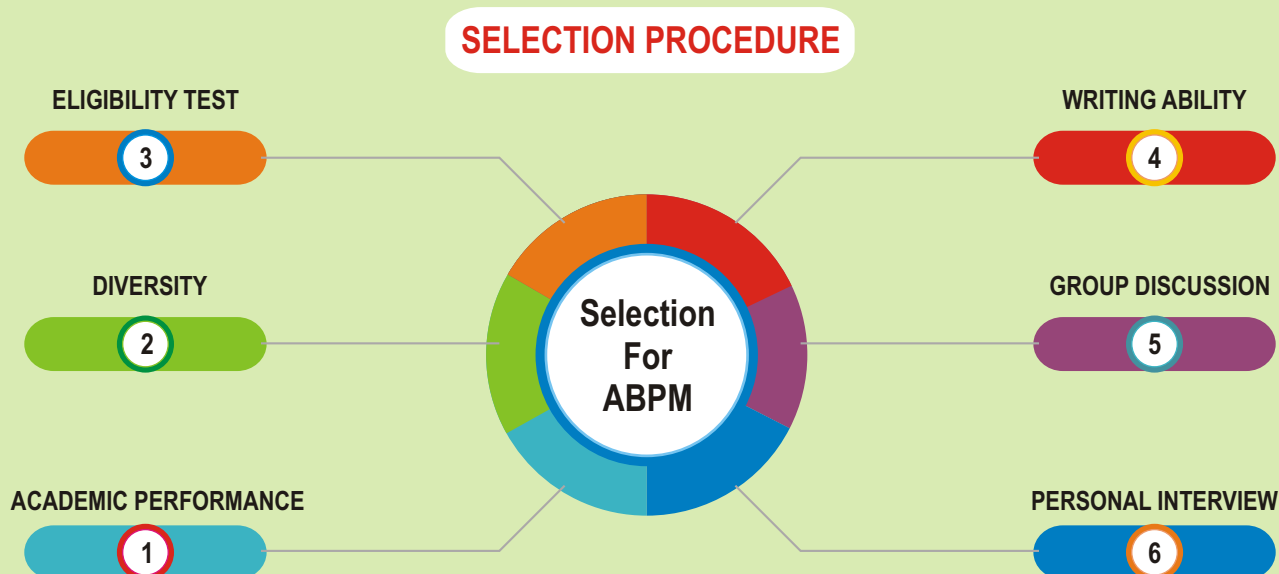 SELECTION PROCEDURE
ELIGIBILITY TEST
3
WRITING ABILITY
4
DIVERSITY
2
GROUP DISCUSSION
5
Selection
For
ABPM
ACADEMIC PERFORMANCE
1
PERSONAL INTERVIEW
6